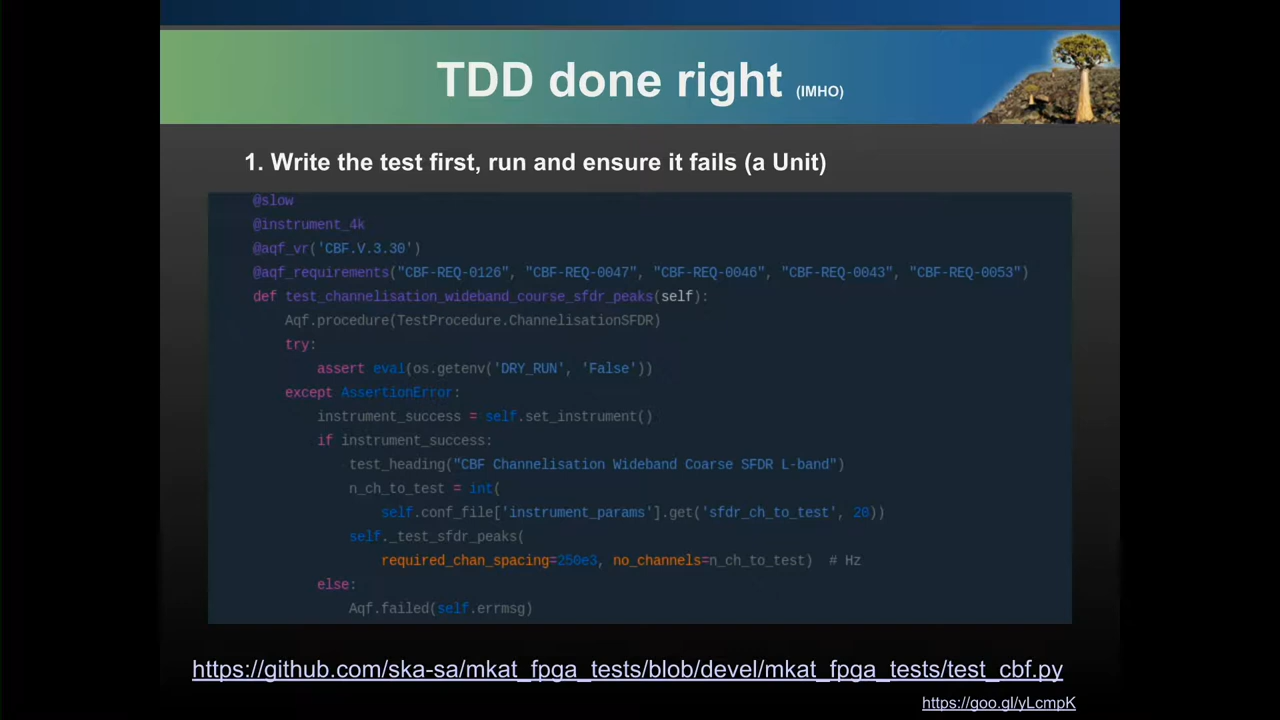 TDD done right (IMHO)
1. Write the test first, run and ensure it fails (a Unit)
@slow
@instrument_4k
@aqf_vr('CBF.V.3.30')
@aqf_requirements("CBF-REQ-0126", "CBF-REQ-0047", "CBF-REQ-0046", "CBF-REQ-0043", "CBF-REQ-0053")
def test_channelisation_wideband_course_sfdr_peaks(self):
Aqf.procedure(TestProcedure.ChannelisationSFDR)
try:
assert eval(os.getenv('DRY_RUN', 'False'))
except AssertionError:
instrument_success = self.set_instrument()
if instrument_success:
test_heading("CBF Channelisation Wideband Coarse SFDR L-band")
n_ch_to_test = int(
self.conf_file['instrument_params'].get('sfdr_ch_to_test', 20))
self._test_sfdr_peaks(
required_chan_spacing=250e3, no_channels=n_ch_to_test)  # Hz
else:
Aqf.failed(self.errmsg)
https://github.com/ska-sa/mkat_fpga_tests/blob/devel/mkat_fpga_tests/test_cbf.py
https://goo.gl/yLcmpK